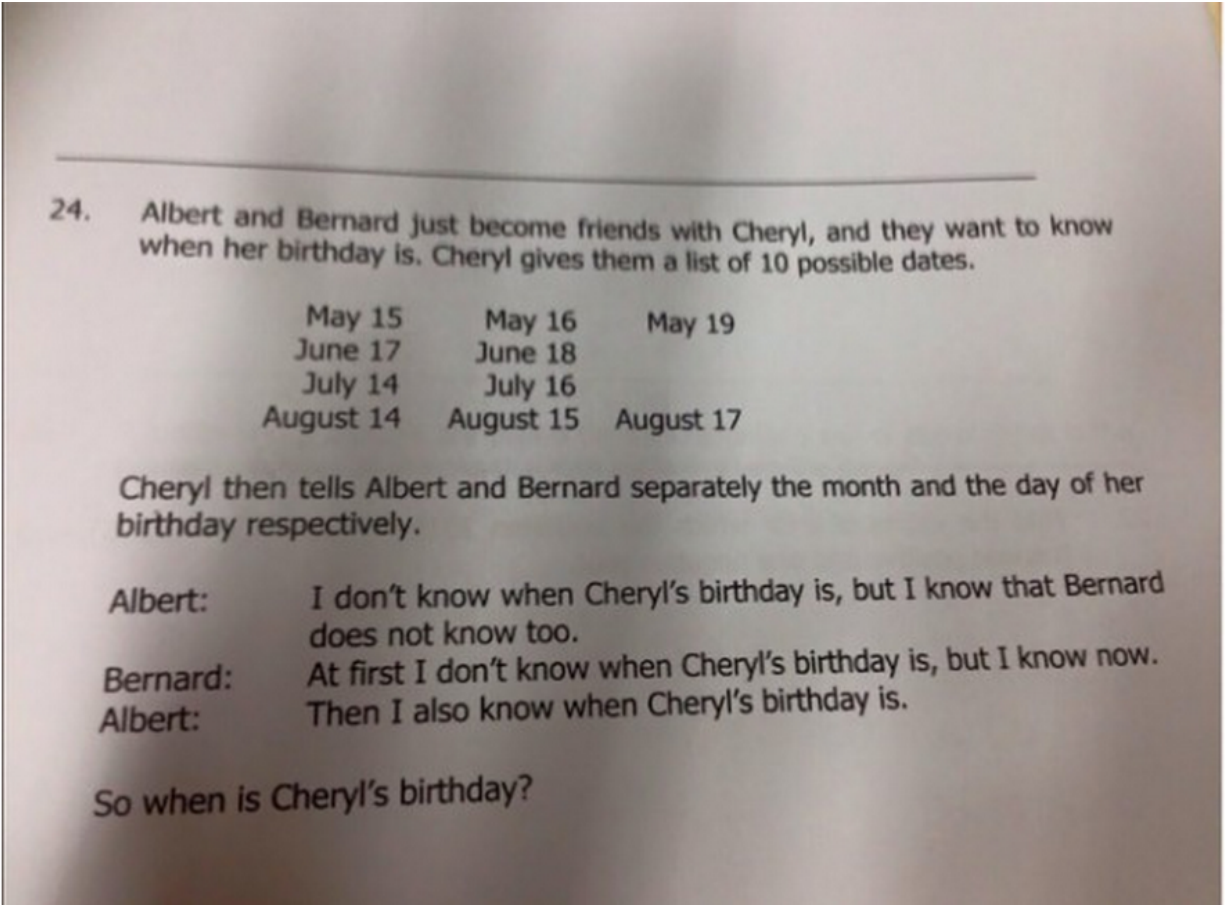 24. Albert and Bernard just become friends with Cheryl, and they want to know
when her birthday is. Cheryl gives them a list of 10 possible dates.
May 15 May 16 May 19
June 17 June 18
July 14 July 16
August 14 August 15 August 17
Cheryl then tells Albert and Bernard separately the month and the day of her
birthday respectively.
Albert: I don't know when Cheryl's birthday is, but I know that Bernard
does not know too.
Bernard: At first I don't know when Cheryl's birthday is, but I know now.
Albert: Then I also know when Cheryl's birthday is.
So when is Cheryl's birthday?